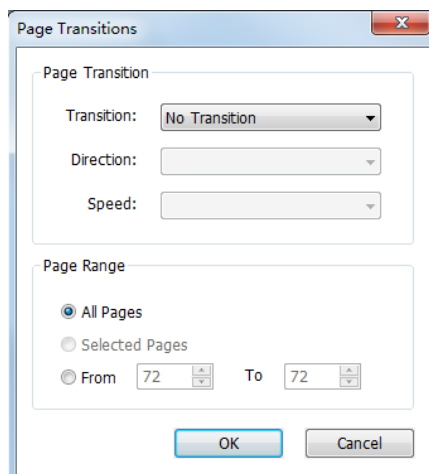 Page Transitions
Page Transition
Transition: No Transition
Direction:
Speed:
Page Range
All Pages
Selected Pages
From 72 To 72
OK Cancel